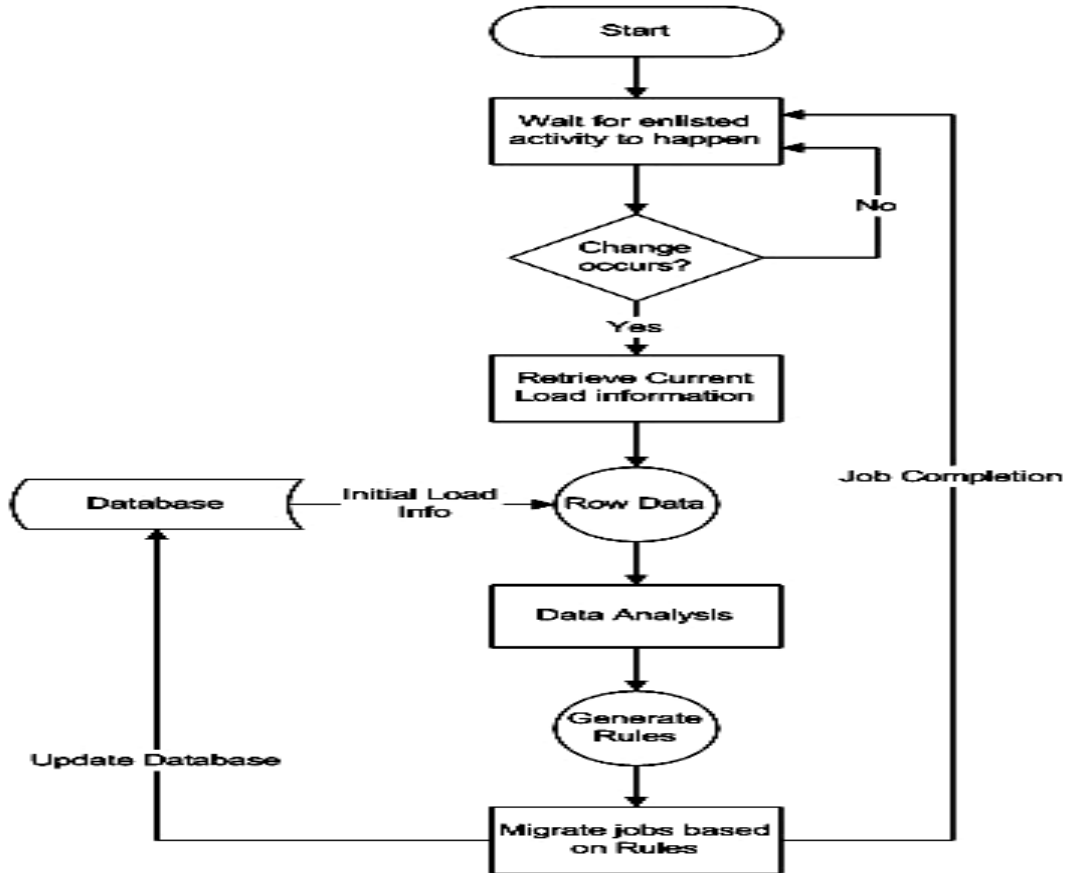 Start
Wait for enlisted
activity to happen
No
Change
occurs?
Yes
Retrieve Current
Load information
Job Completion
Database
Initial Load
Info
Row Data
Data Analysis
Generate
Rules
Update Database
Migrate jobs based
on Rules